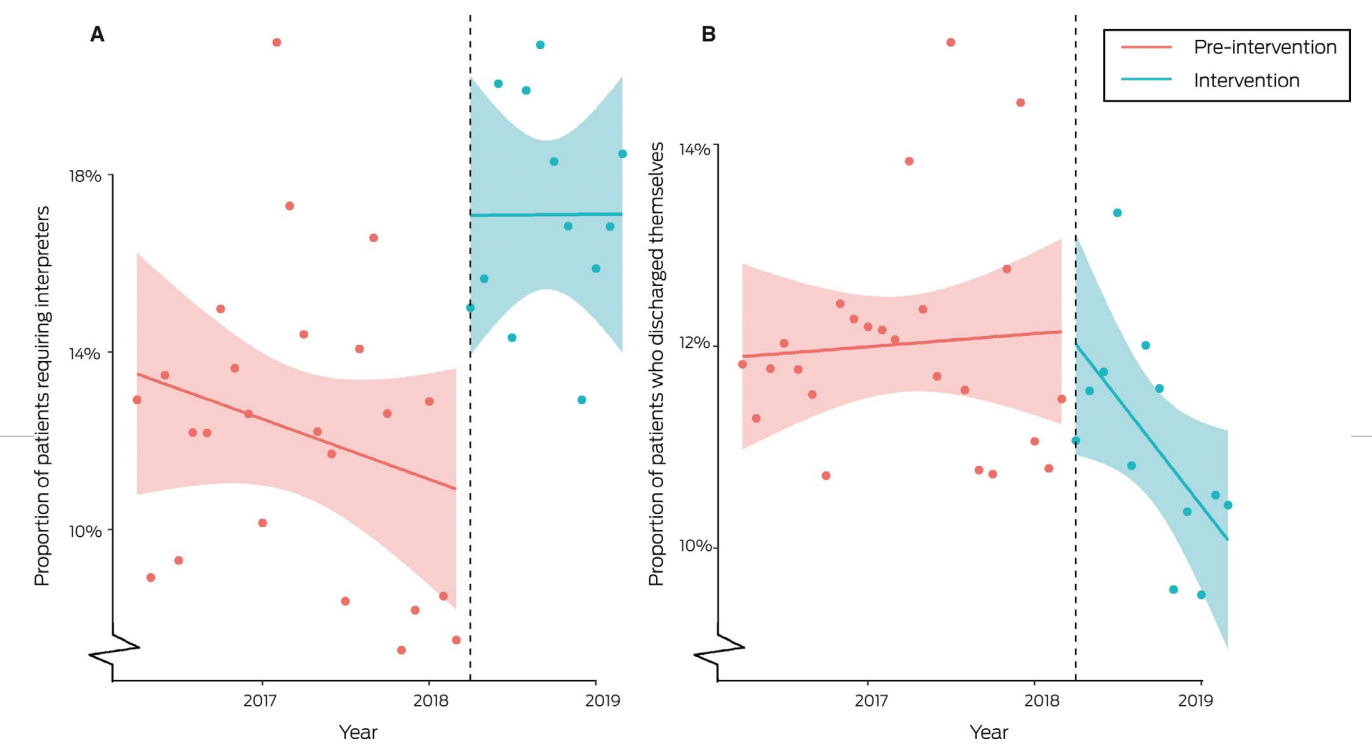 A
Proportion of patients requiring interpreters
18%
14%
10%
2017
2018
2019
Year
B
Proportion of patients who discharged themselves
14%
12%
10%
2017
2018
2019
Year
Pre-intervention
Intervention